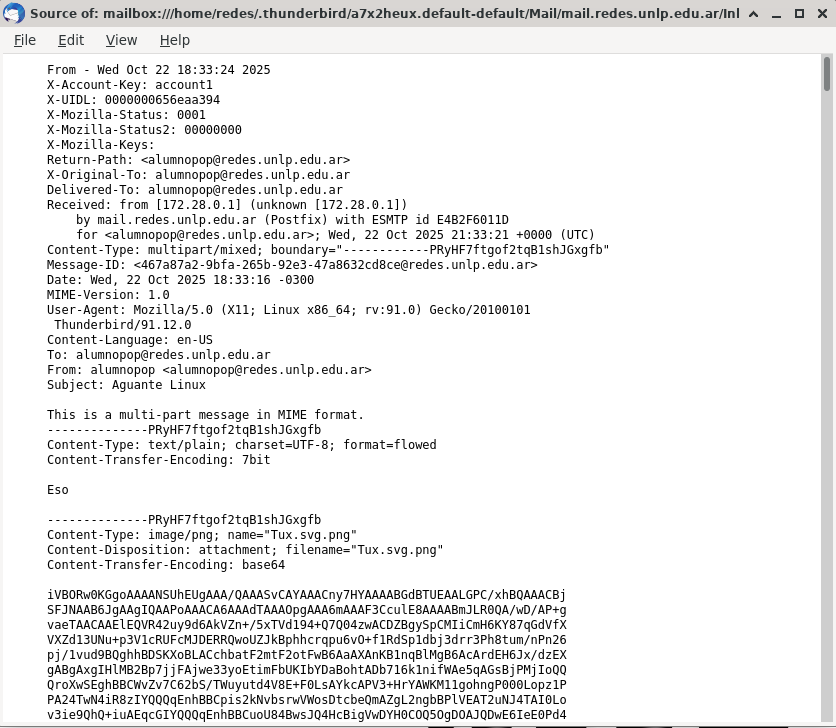 Source of: mailbox:///home/redes/.thunderbird/a7x2heux.default-default/Mail/mail.redes.unlp.edu.ar/Inl
File Edit View Help
From - Wed Oct 22 18:33:24 2025
X-Account-Key: account1
X-UIDL: 0000000656eaa394
X-Mozilla-Status: 0001
X-Mozilla-Status2: 00000000
X-Mozilla-Keys:
Return-Path: <alumnopop@redes.unlp.edu.ar>
X-Original-To: alumnopop@redes.unlp.edu.ar
Delivered-To: alumnopop@redes.unlp.edu.ar
Received: from [172.28.0.1] (unknown [172.28.0.1])
by mail.redes.unlp.edu.ar (Postfix) with ESMTP id E4B2F6011D
for <alumnopop@redes.unlp.edu.ar>; Wed, 22 Oct 2025 21:33:21 +0000 (UTC)
Content-Type: multipart/mixed; boundary="------------PRyHF7ftgof2tqB1shJGxgfb"
Message-ID: <467a87a2-9bfa-265b-92e3-47a8632cd8ce@redes.unlp.edu.ar>
Date: Wed, 22 Oct 2025 18:33:16 -0300
MIME-Version: 1.0
User-Agent: Mozilla/5.0 (X11; Linux x86_64; rv:91.0) Gecko/20100101
Thunderbird/91.12.0
Content-Language: en-US
To: alumnopop@redes.unlp.edu.ar
From: alumnopop <alumnopop@redes.unlp.edu.ar>
Subject: Aguante Linux
This is a multi-part message in MIME format.
--------------PRyHF7ftgof2tqB1shJGxgfb
Content-Type: text/plain; charset=UTF-8; format=flowed
Content-Transfer-Encoding: 7bit
Eso
--------------PRyHF7ftgof2tqB1shJGxgfb
Content-Type: image/png; name="Tux.svg.png"
Content-Disposition: attachment; filename="Tux.svg.png"
Content-Transfer-Encoding: base64
iVBORw0KGgoAAAANSUhEUgAAA/QAAASvCAYAAACny7HYAAAABGdBTUEAALGPC/xhBQAAACBj
SFJNAAB6JgAAgIQAAPoAAACA6AAAdTAAAOpgAAA6mAAAF3CculE8AAAABmJLR0QA/wD/AP+g
vaeTAACAAElEQVR42uy9d6AkVZn+/5xTVd194+Q7Q04zwACDZBgySpCMIiCmH6KY87qGdVfX
VXZd13UNu+p3V1cRUFcMJDERRQwoUZJkBphhcrqpu6vO+f1RdSp1dbj3drr3Ph8tum/nPn26
pj/1vud9BQghhBDSKXoBLACchbatF2mtF2otFwB6AaAXAnKB1nqBlMgB6AcArdEH6Jx/dzEX
gABgAxgIHlMB2Bp7jjFAjwe33yoEtimFbUKIbYDaBohtADb716k1nifWAe5qAGsBjPMjIoQQ
QroXwSEghBBCWvZv7C62bS/TWuyutd4V8E+F0LsAYkcAPV3+HrYAWKM11gohngP000Lopz1P
PA24TwN4iR8zIYQQQqEnhBBCpis2kNvbsrwVWosDtcbeQmAZgL2ngbBPlVEAT2uNJ4TAI0Lo
v3ie9QhQ+iuAEqcGIYQQQqEnhBBCuoU84BwsJQ4HcBigVwDYH0COQ5OgDOAJQDwE6IeE0Pd4